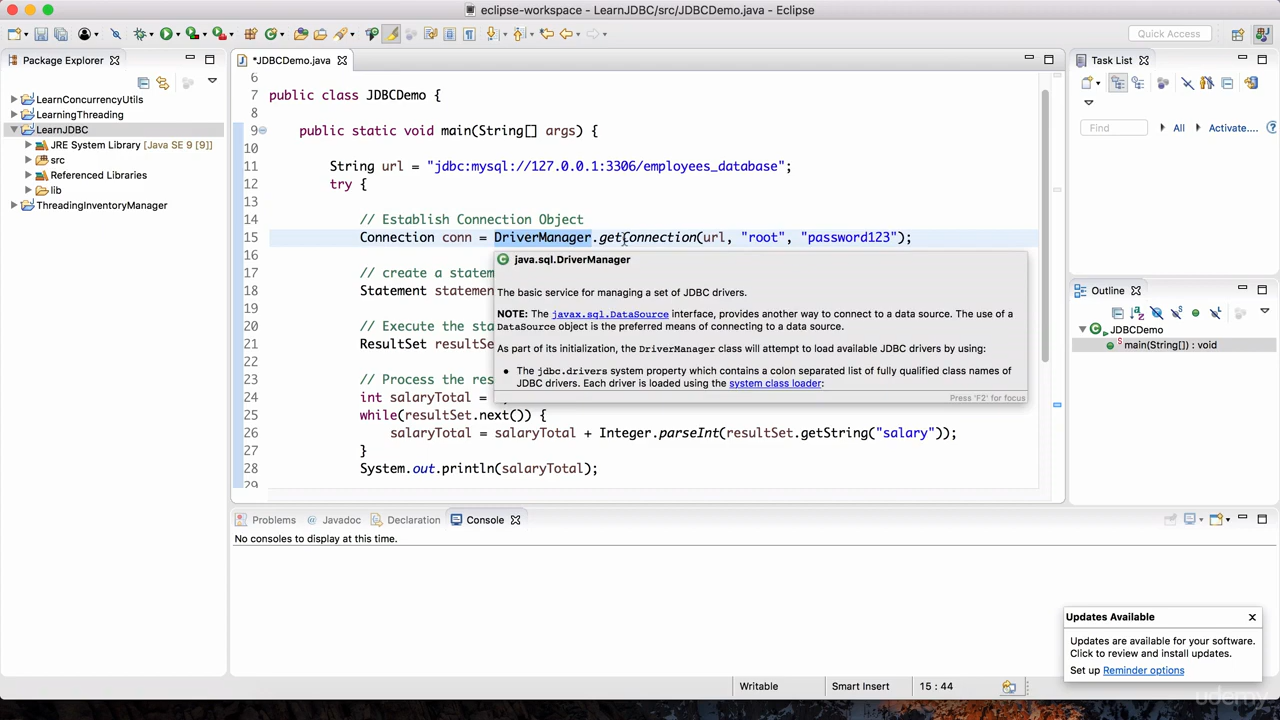 eclipse-workspace - LearnJDBC/src/JDBCDemo.java - Eclipse
Quick Access
Package Explorer
LearnConcurrencyUtils
LearningThreading
LearnJDBC
JRE System Library [Java SE 9 [9]]
src
Referenced Libraries
lib
ThreadingInventoryManager
*JDBCDemo.java
6
7 public class JDBCDemo {
8
9 public static void main(String[] args) {
10
11 String url = "jdbc:mysql://127.0.0.1:3306/employees_database";
12 try {
13
14 // Establish Connection Object
15 Connection conn = DriverManager.getConnection(url, "root", "password123");
16
17 // create a statem
18 Statement statemen
19
20 // Execute the sta
21 ResultSet resultSe
22
23 // Process the res
24 int salaryTotal =
25 while(resultSet.next()) {
26 salaryTotal = salaryTotal + Integer.parseInt(resultSet.getString("salary"));
27 }
28 System.out.println(salaryTotal);
29
java.sql.DriverManager
The basic service for managing a set of JDBC drivers.
NOTE: The javax.sql.DataSource interface, provides another way to connect to a data source. The use of a
DataSource object is the preferred means of connecting to a data source.
As part of its initialization, the DriverManager class will attempt to load available JDBC drivers by using:
• The jdbc.drivers system property which contains a colon separated list of fully qualified class names of
JDBC drivers. Each driver is loaded using the system class loader:
Press 'F2' for focus
Task List
Find
All
Activate...
Outline
JDBCDemo
main(String[]) : void
Problems
Javadoc
Declaration
Console
No consoles to display at this time.
Updates Available
Updates are available for your software.
Click to review and install updates.
Set up Reminder options
Writable
Smart Insert
15 : 44
udemy